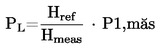 P_L = H_ref / H_meas · P1,măs